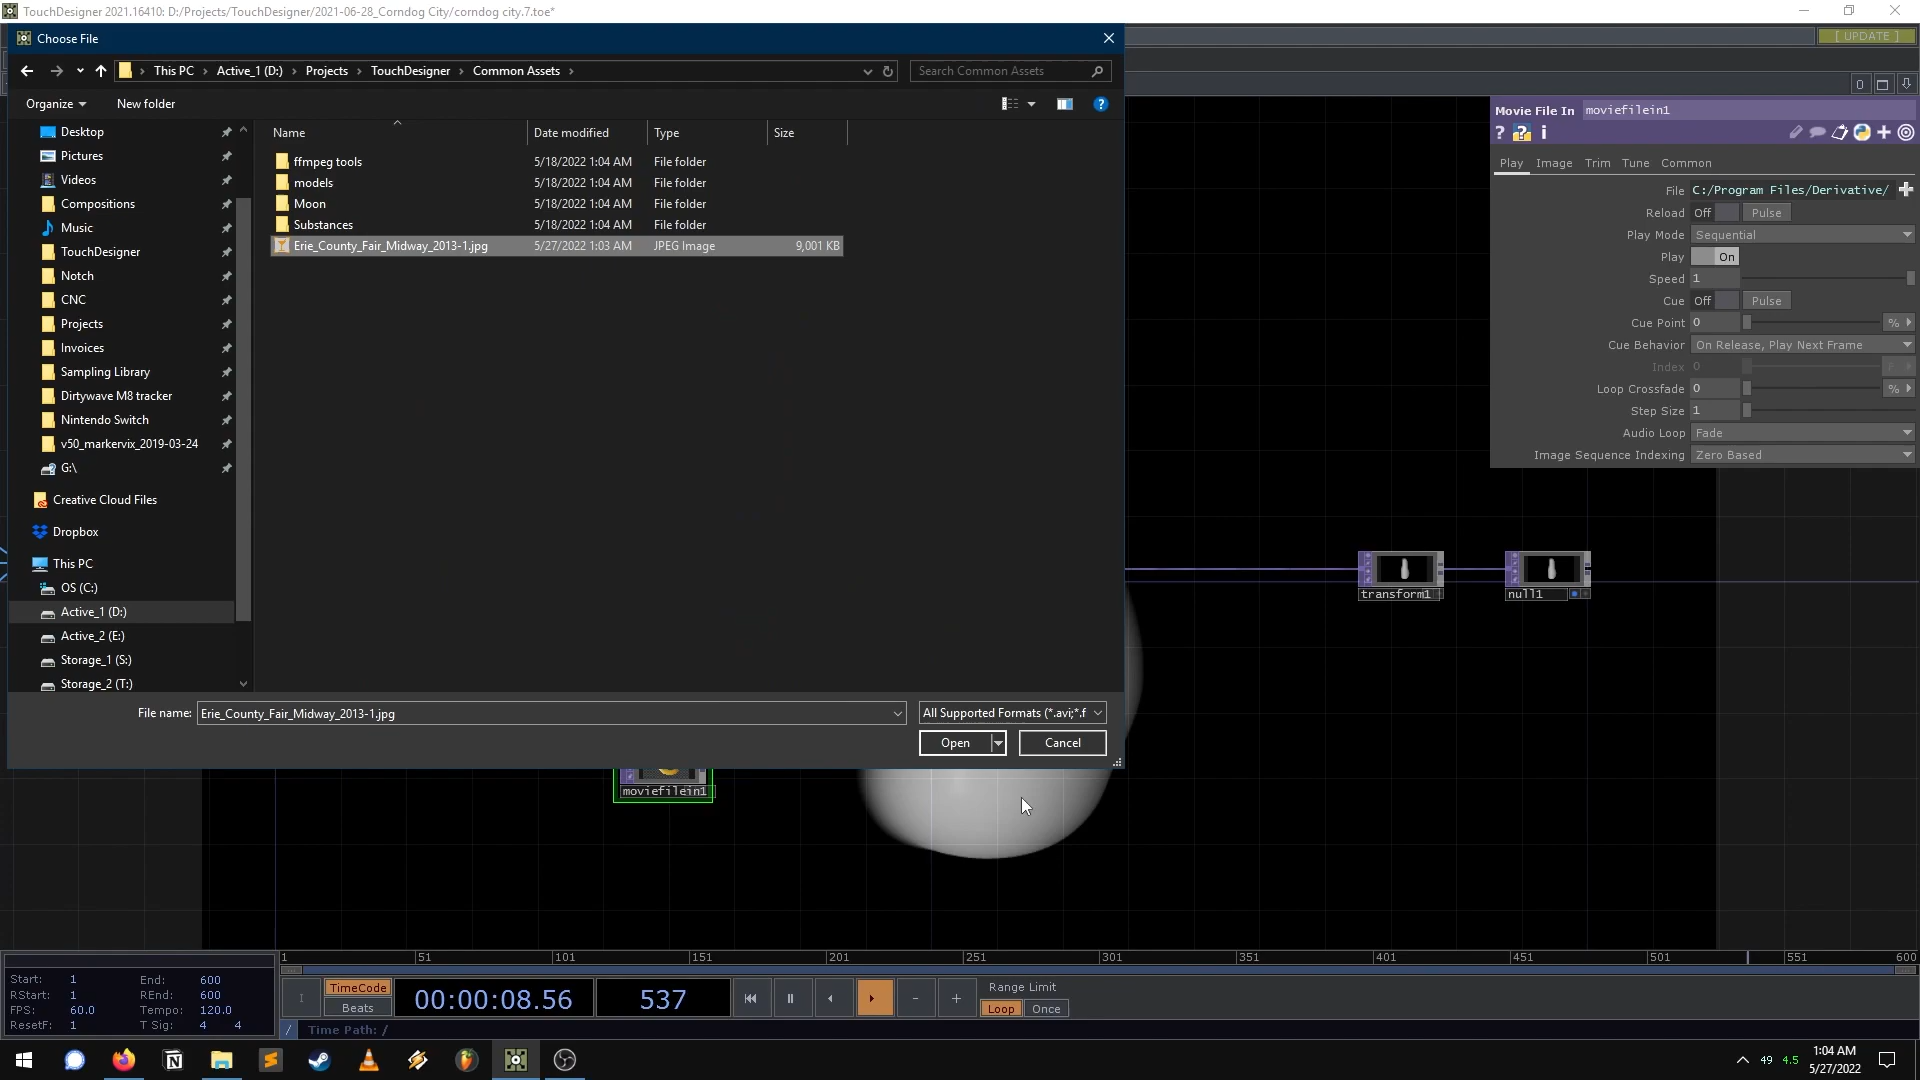 TouchDesigner 2021.16410: D:/Projects/TouchDesigner/2021-06-28_Corndog City/corndog city.7.toe*
[ UPDATE ]
Choose File
This PC > Active_1 (D:) > Projects > TouchDesigner > Common Assets >
Search Common Assets
Organize
New folder
Name
Date modified
Type
Size
ffmpeg tools 5/18/2022 1:04 AM File folder
models 5/18/2022 1:04 AM File folder
Moon 5/18/2022 1:04 AM File folder
Substances 5/18/2022 1:04 AM File folder
Erie_County_Fair_Midway_2013-1.jpg 5/27/2022 1:03 AM JPEG Image 9,001 KB
Desktop
Pictures
Videos
Compositions
Music
TouchDesigner
Notch
CNC
Projects
Invoices
Sampling Library
Dirtywave M8 tracker
Nintendo Switch
v50_markervix_2019-03-24
G:\
Creative Cloud Files
Dropbox
This PC
OS (C:)
Active_1 (D:)
Active_2 (E:)
Storage_1 (S:)
Storage_2 (T:)
File name: Erie_County_Fair_Midway_2013-1.jpg
All Supported Formats (*.avi;*.f
Open
Cancel
0
Movie File In moviefilein1
? ? i
Play Image Trim Tune Common
File C:/Program Files/Derivative/
Reload Off Pulse
Play Mode Sequential
Play On
Speed 1
Cue Off Pulse
Cue Point 0 %
Cue Behavior On Release, Play Next Frame
Index 0
Loop Crossfade 0 %
Step Size 1
Audio Loop Fade
Image Sequence Indexing Zero Based
transform1
null1
moviefilein1
1 51 101 151 201 251 301 351 401 451 501 551 600
Start: 1 End: 600
RStart: 1 REnd: 600
FPS: 60.0 Tempo: 120.0
ResetF: 1 T Sig: 4 4
I
TimeCode
Beats
00:00:08.56
537
- +
Range Limit
Loop Once
/ Time Path: /
49 4.5
1:04 AM
5/27/2022